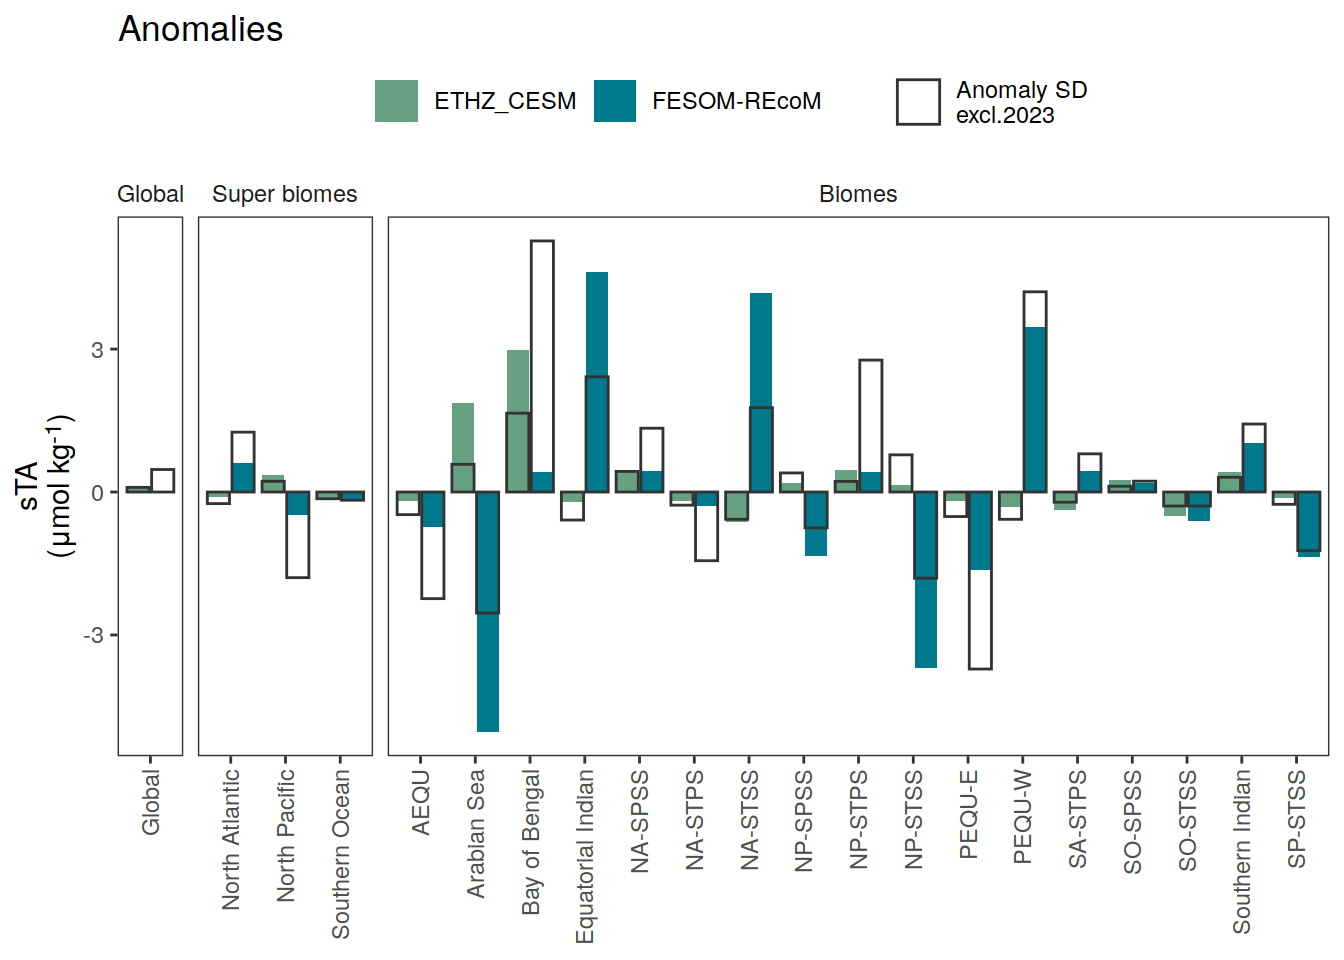 Anomalies
ETHZ_CESM
FESOM-REcoM
Anomaly SD
excl.2023
Global
Super biomes
Biomes
sTA
(μmol kg⁻¹)
3
0
-3
Global
North Atlantic
North Pacific
Southern Ocean
AEQU
Arabian Sea
Bay of Bengal
Equatorial Indian
NA-SPSS
NA-STPS
NA-STSS
NP-SPSS
NP-STPS
NP-STSS
PEQU-E
PEQU-W
SA-STPS
SO-SPSS
SO-STSS
Southern Indian
SP-STSS